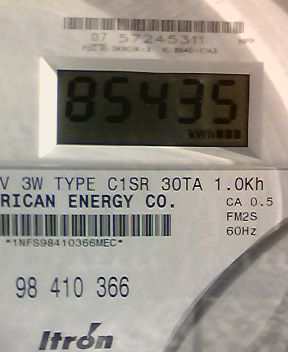 07 57245311
85435
kWh
V 3W TYPE C1SR 30TA 1.0Kh
RICAN ENERGY CO. CA 0.5
FM2S
60Hz
*1NFS98410366MEC*
98 410 366
Itrón